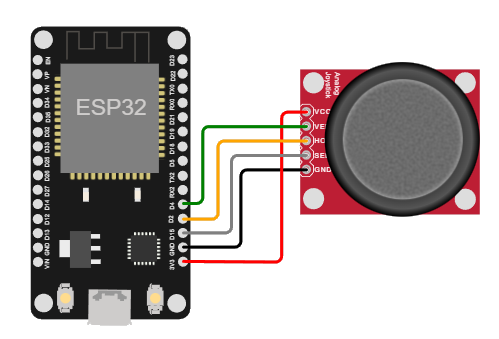 ESP32
EN
VP
VN
D34
D35
D32
D33
D25
D26
D27
D14
D12
D13
GND
VIN
D23
D22
TX0
RX0
D21
D19
D18
D5
TX2
RX2
D4
D2
D15
GND
3V3
Analog
Joystick
VCC
VER
HO
SEL
GND